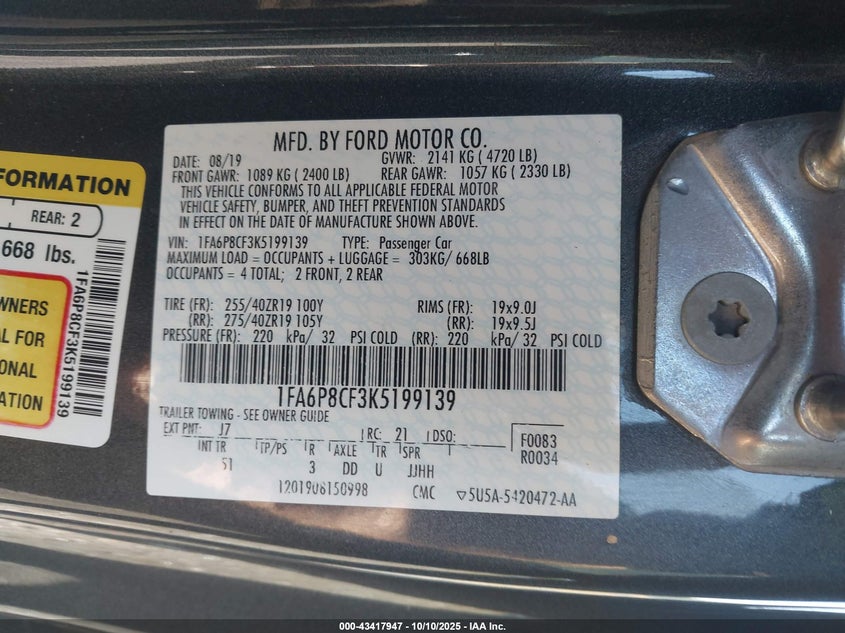 FORMATION
REAR: 2
668 lbs.
WNERS
AL FOR
ONAL
ATION
1FA6P8CF3K5199139
MFD. BY FORD MOTOR CO.
DATE: 08/19 GVWR: 2141 KG ( 4720 LB)
FRONT GAWR: 1089 KG ( 2400 LB) REAR GAWR: 1057 KG ( 2330 LB)
THIS VEHICLE CONFORMS TO ALL APPLICABLE FEDERAL MOTOR
VEHICLE SAFETY, BUMPER, AND THEFT PREVENTION STANDARDS
IN EFFECT ON THE DATE OF MANUFACTURE SHOWN ABOVE.
VIN: 1FA6P8CF3K5199139 TYPE: Passenger Car
MAXIMUM LOAD = OCCUPANTS + LUGGAGE = 303KG/ 668LB
OCCUPANTS = 4 TOTAL; 2 FRONT, 2 REAR
TIRE (FR): 255/40ZR19 100Y RIMS (FR): 19x9.0J
(RR): 275/40ZR19 105Y (RR): 19x9.5J
PRESSURE (FR): 220 kPa/ 32 PSI COLD (RR): 220 kPa/ 32 PSI COLD
1FA6P8CF3K5199139
TRAILER TOWING - SEE OWNER GUIDE
EXT PNT: J7 RC: 21 DSO: F0083
INT TR TP/PS R AXLE TR SPR R0034
51 3 DD U JJHH
1201906150998 CMC ▽5U5A-5420472-AA
000-43417947 - 10/10/2025 - IAA Inc.